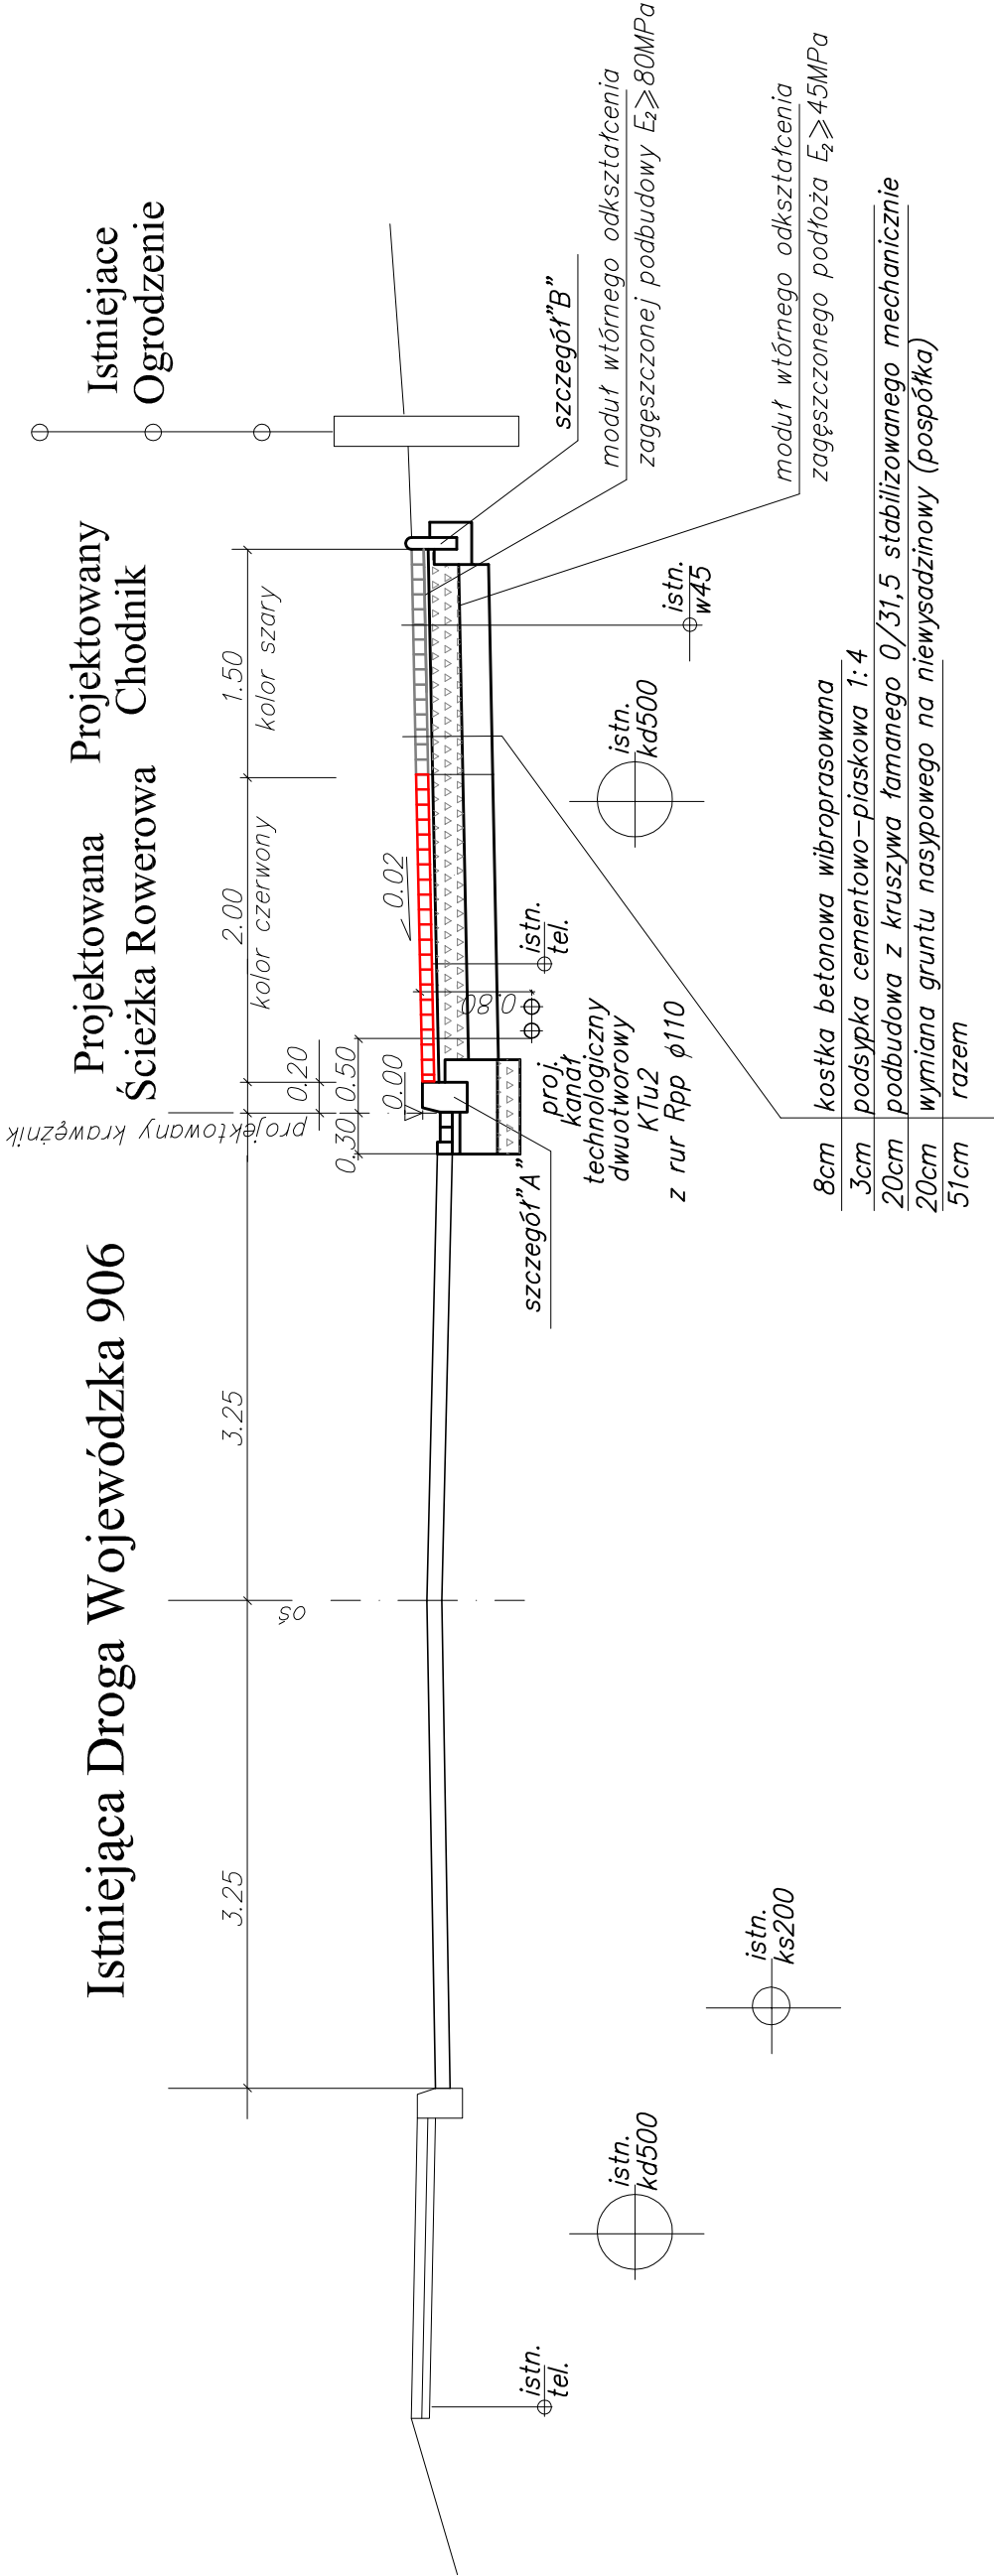 Istniejąca Droga Wojewódzka 906
Projektowana
Ścieżka Rowerowa
Projektowany
Chodnik
Istniejace
Ogrodzenie
3.25
3.25
oś
projektowany krawężnik
0.20
2.00
kolor czerwony
1.50
kolor szary
0.30
0.50
0.00
0.02
0.80
istn.
tel.
istn.
kd500
istn.
ks200
szczegół"A"
proj.
kanał
technologiczny
dwuotworowy
KTu2
z rur Rpp ϕ110
istn.
tel.
istn.
kd500
istn.
w45
szczegół"B"
moduł wtórnego odkształcenia
zagęszczonej podbudowy E₂⩾80MPa
moduł wtórnego odkształcenia
zagęszczonego podłoża E₂⩾45MPa
8cm kostka betonowa wibroprasowana
3cm podsypka cementowo-piaskowa 1:4
20cm podbudowa z kruszywa łamanego 0/31,5 stabilizowanego mechanicznie
20cm wymiana gruntu nasypowego na niewysadzinowy (pospółka)
51cm razem